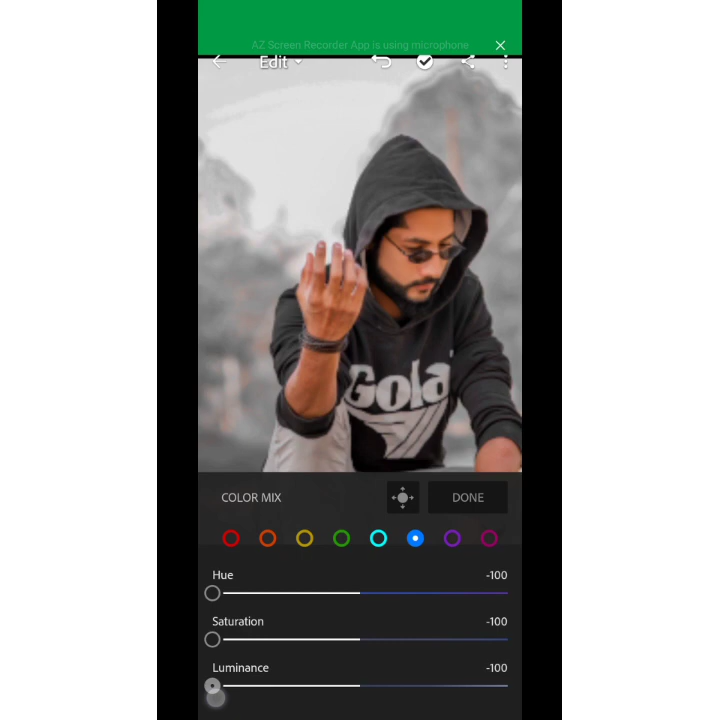 AZ Screen Recorder App is using microphone
Edit
Gola
COLOR MIX
DONE
Hue
-100
Saturation
-100
Luminance
-100